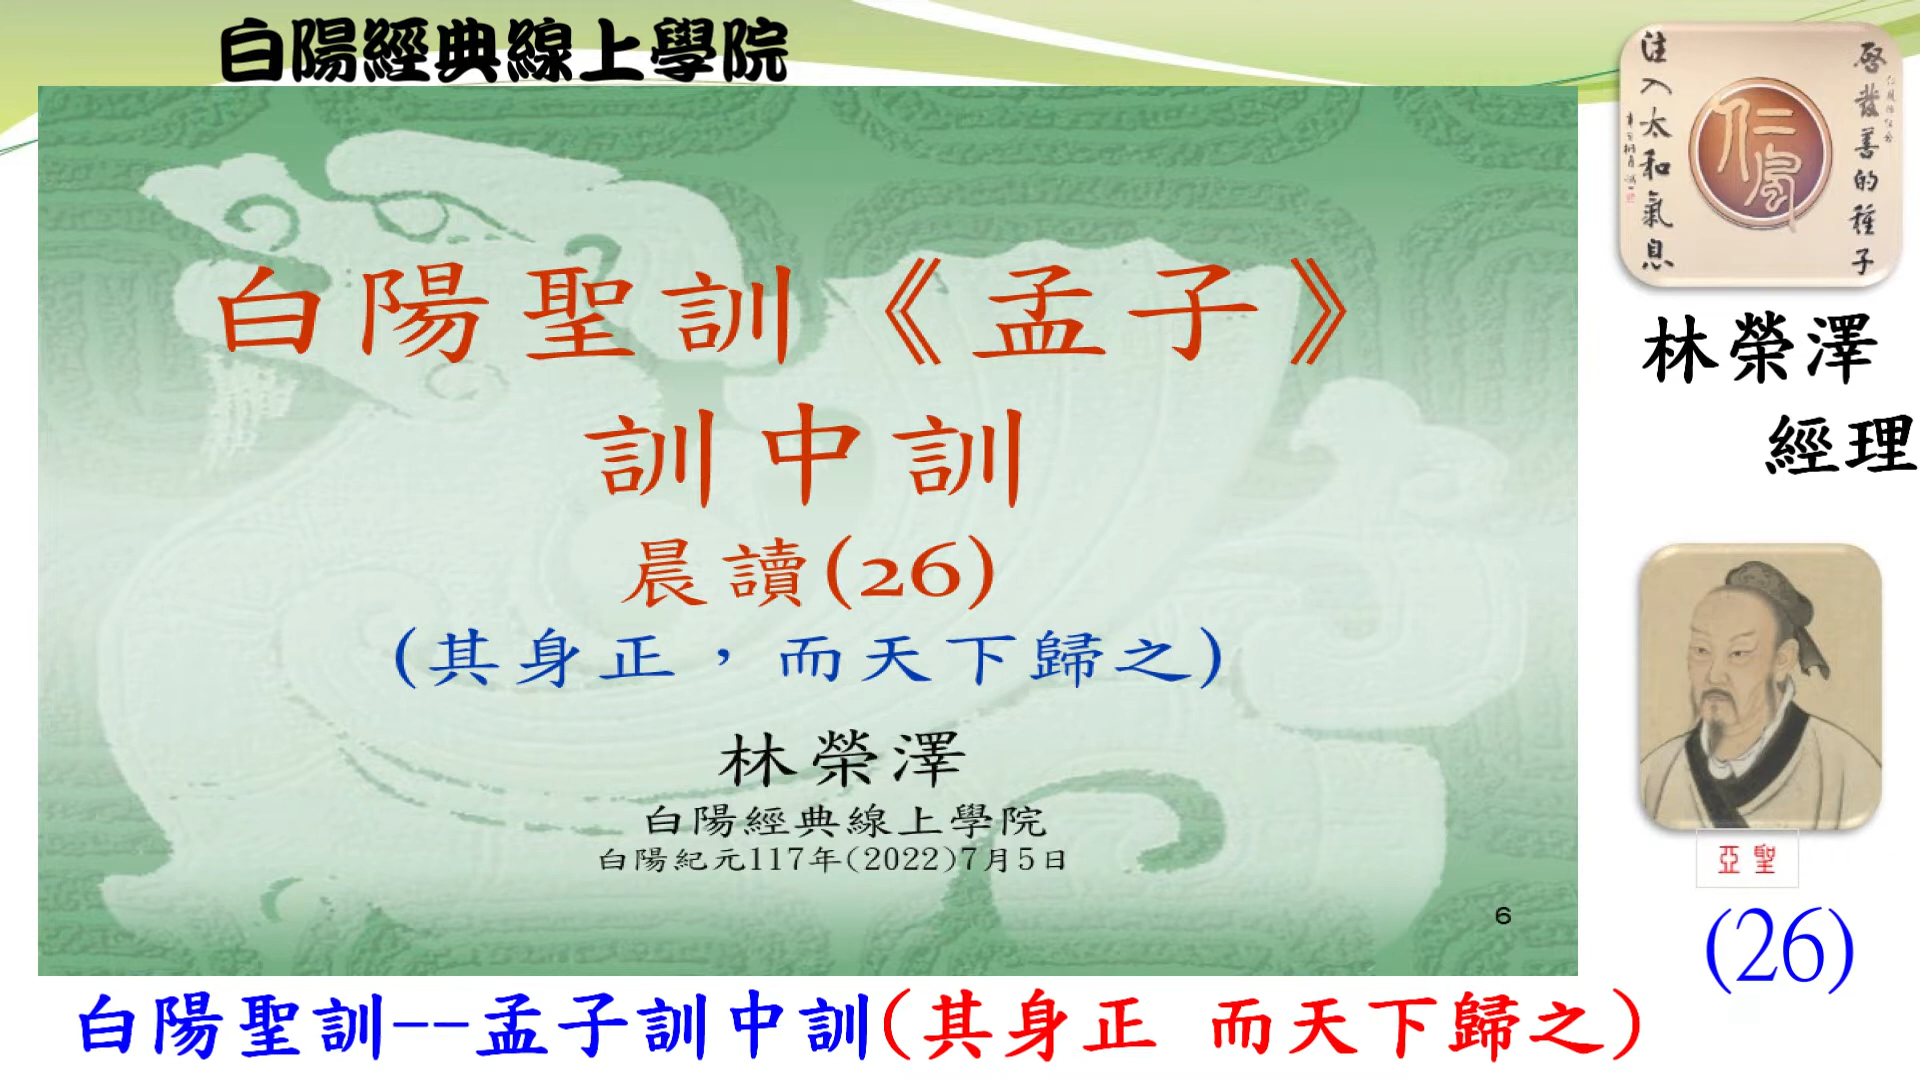 白陽經典線上學院
白陽聖訓《孟子》
訓中訓
晨讀(26)
(其身正，而天下歸之)
林榮澤
白陽經典線上學院
白陽紀元117年(2022)7月5日
6
啟發善的種子
注入太和氣息
仁風
林榮澤
經理
亞聖
(26)
白陽聖訓--孟子訓中訓(其身正 而天下歸之)